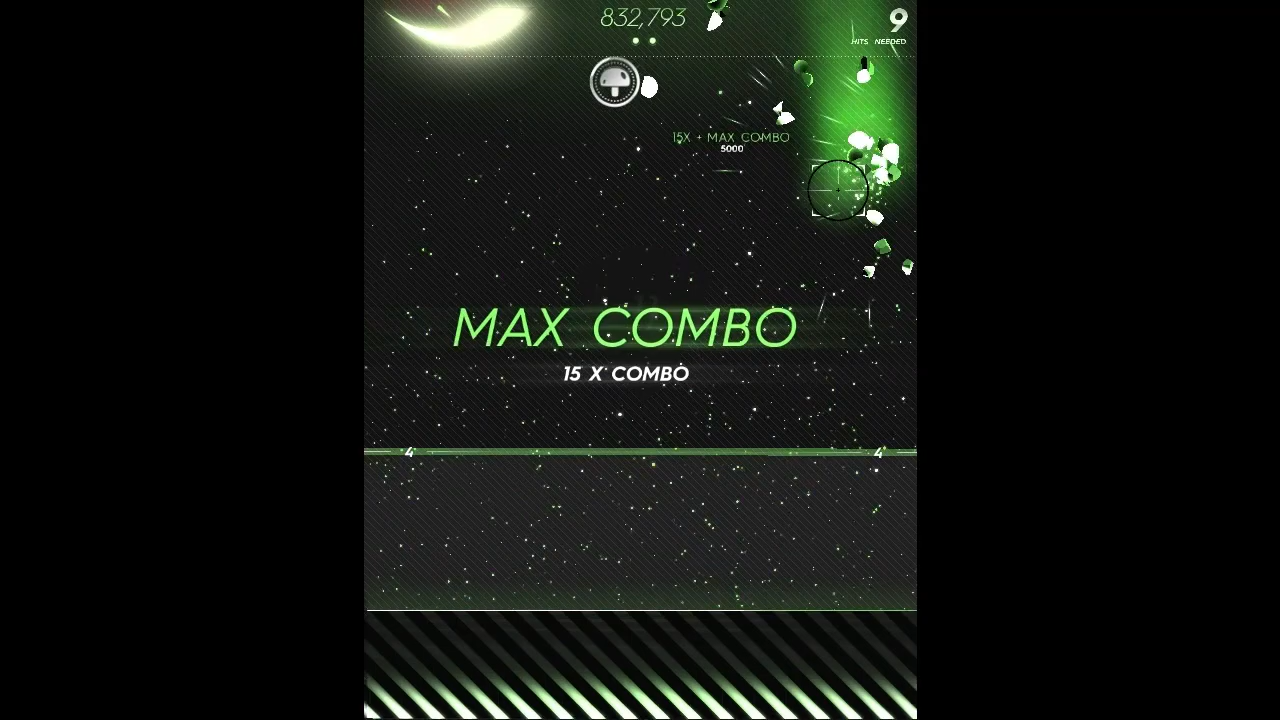 832,793
9
HITS NEEDED
15X + MAX COMBO
5000
MAX COMBO
15 X COMBO
4 4